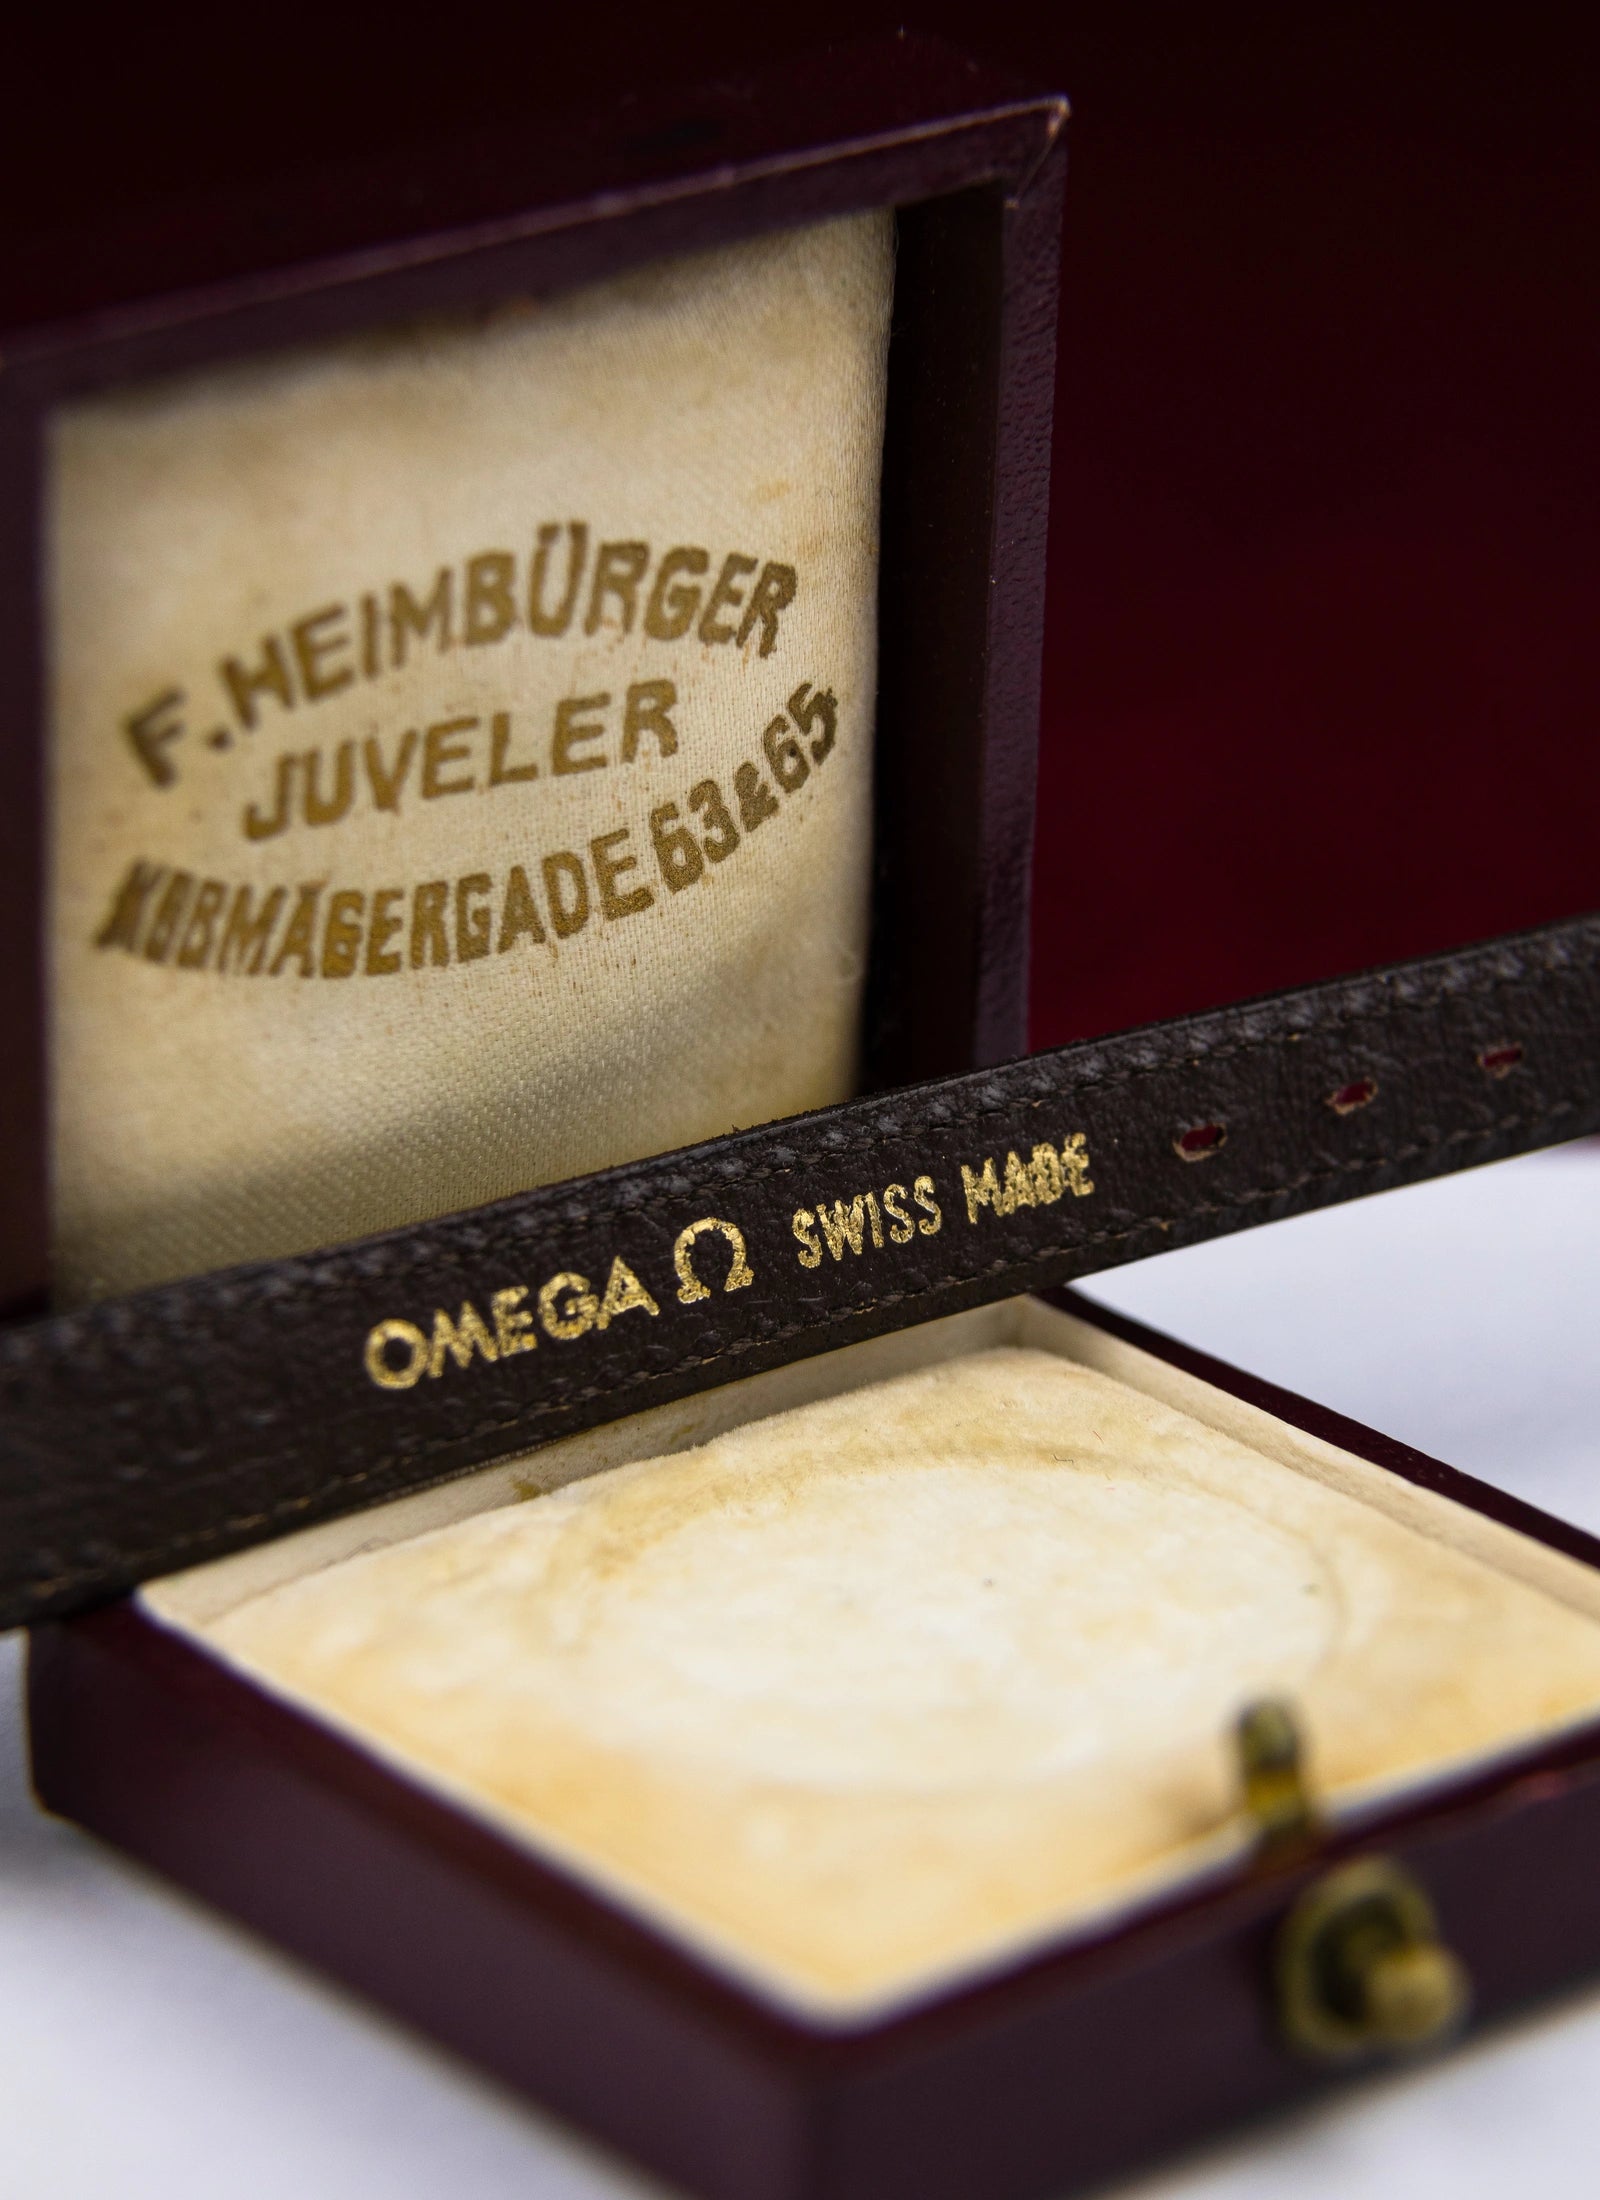 F. HEIMBÜRGER
JUVELER
KØBMAGERGADE 63 & 65
OMEGA Ω SWISS MADE